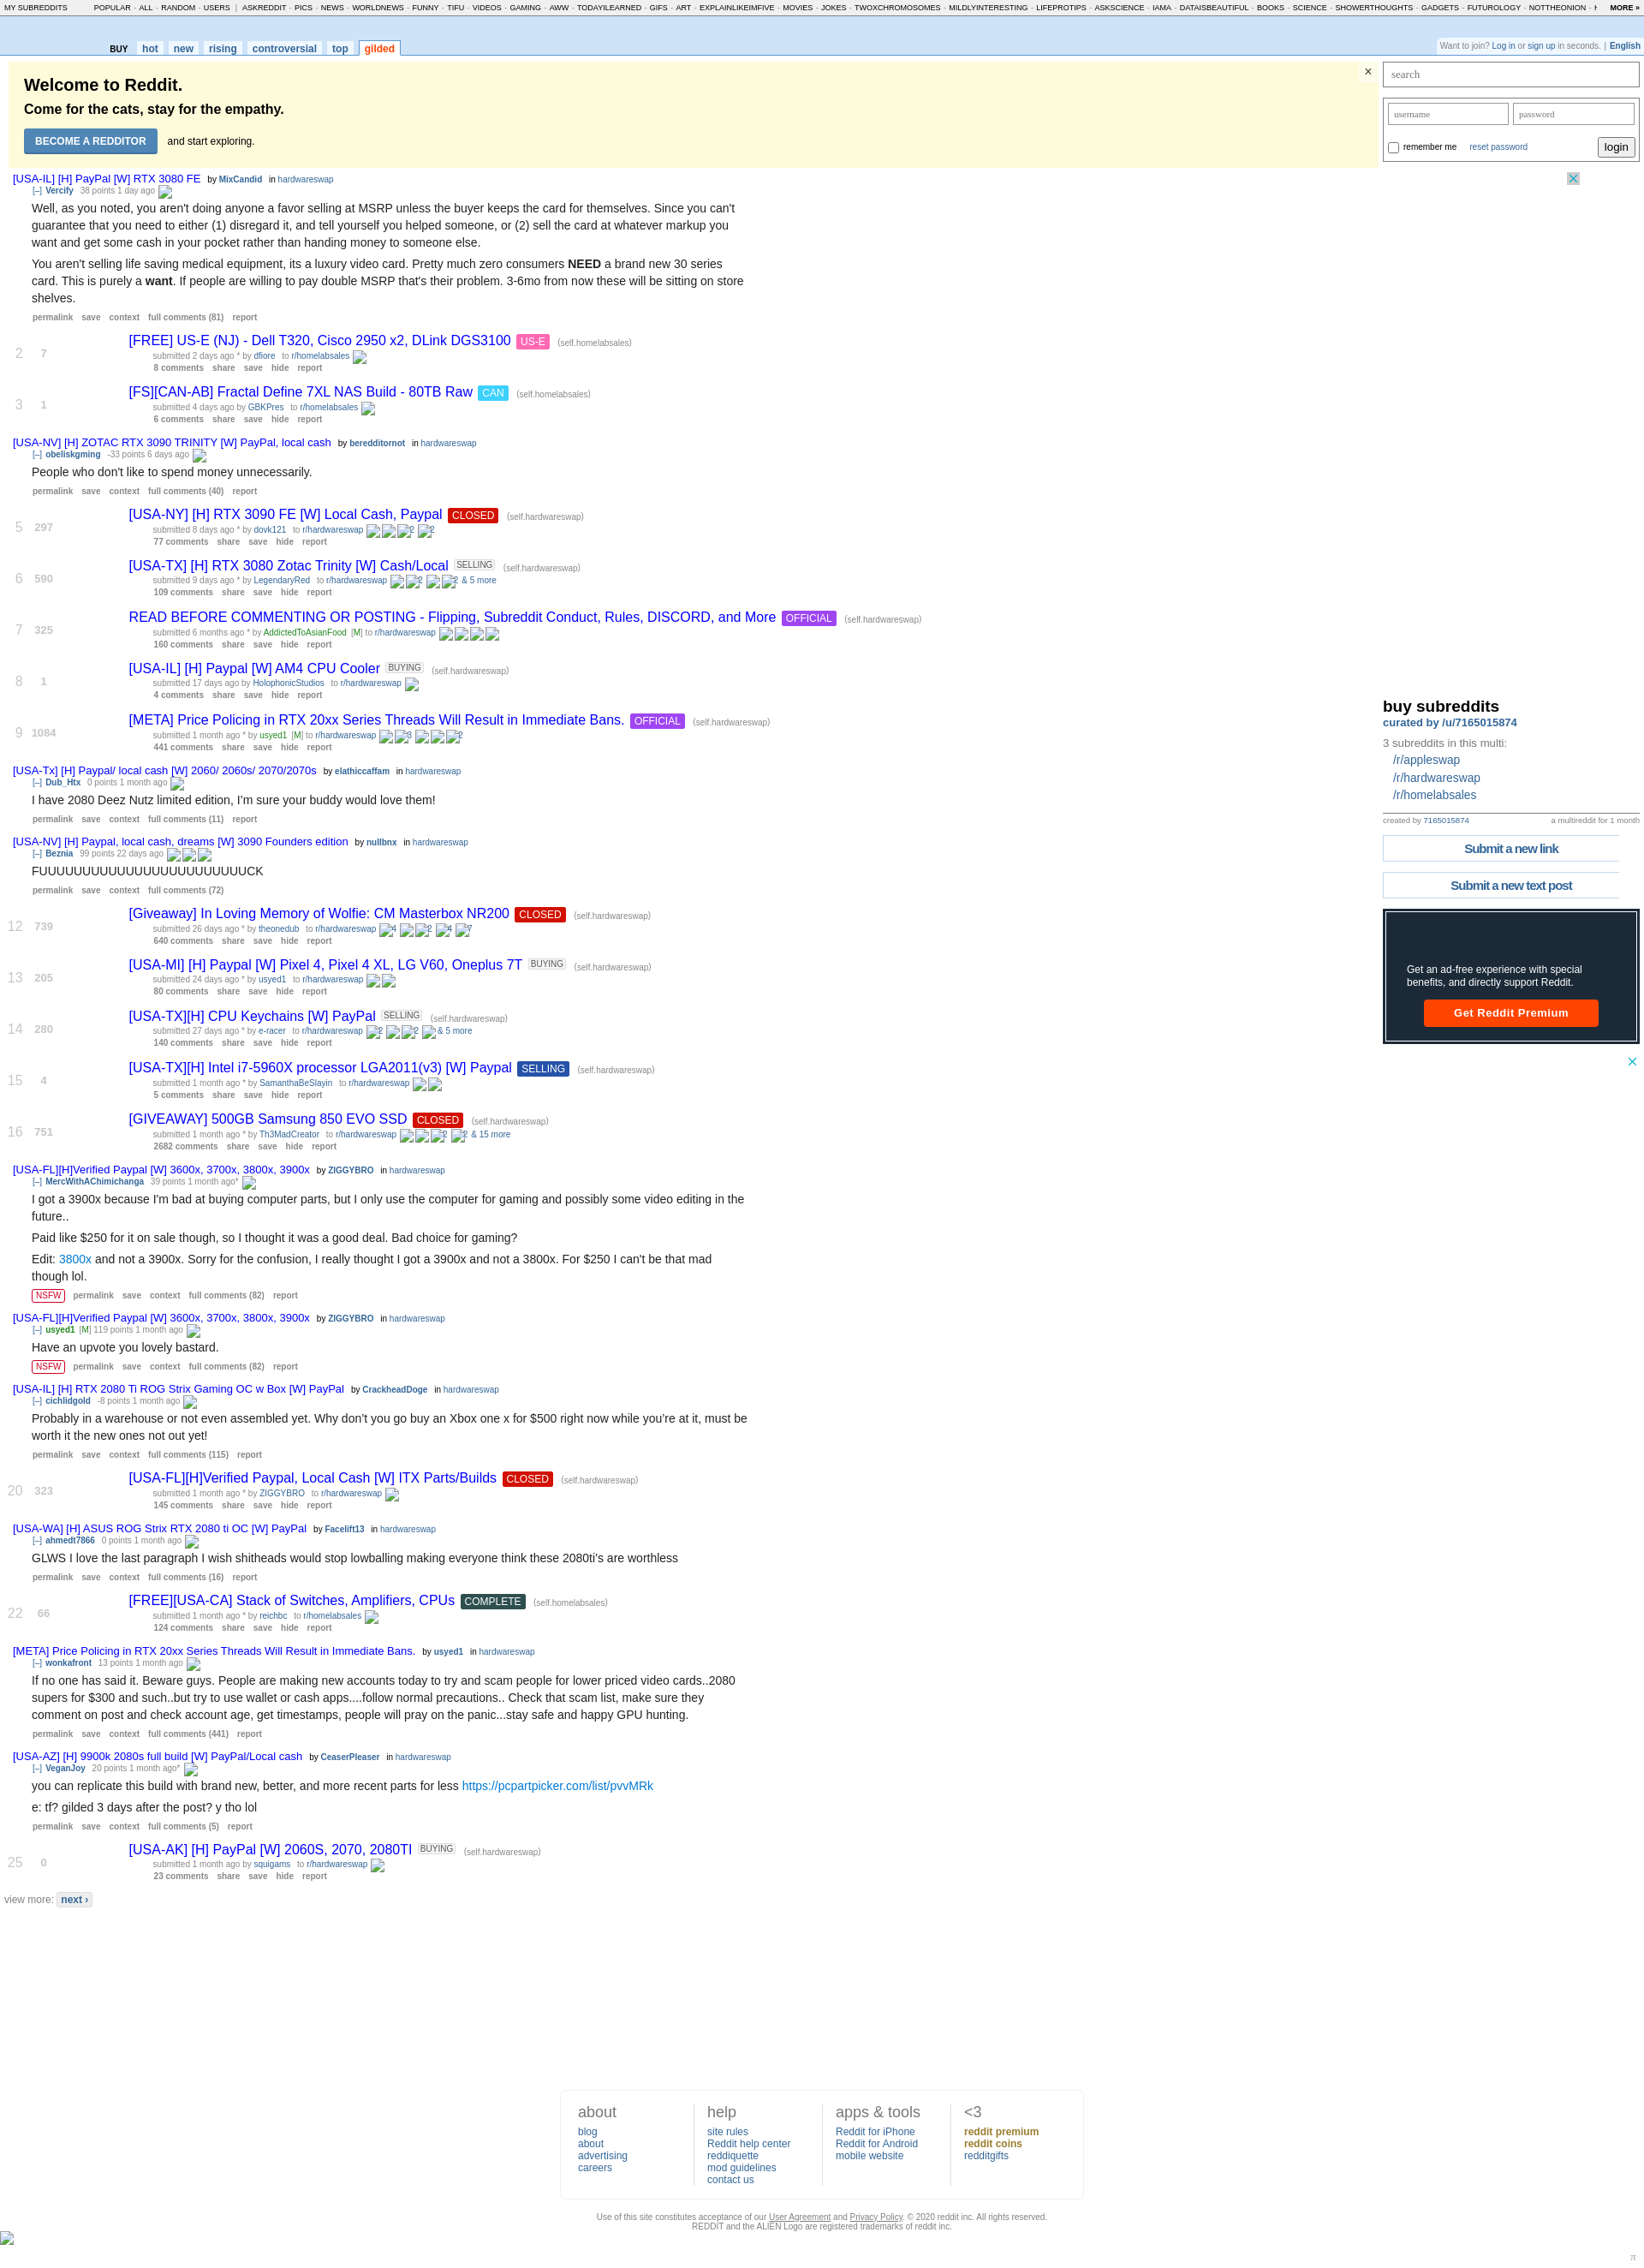 MY SUBREDDITS POPULAR - ALL - RANDOM - USERS | ASKREDDIT - PICS - NEWS - WORLDNEWS - FUNNY - TIFU - VIDEOS - GAMING - AWW - TODAYILEARNED - GIFS - ART - EXPLAINLIKEIMFIVE - MOVIES - JOKES - TWOXCHROMOSOMES - MILDLYINTERESTING - LIFEPROTIPS - ASKSCIENCE - IAMA - DATAISBEAUTIFUL - BOOKS - SCIENCE - SHOWERTHOUGHTS - GADGETS - FUTUROLOGY - NOTTHEONION - MORE »
BUY hot new rising controversial top gilded
Want to join? Log in or sign up in seconds. | English
Welcome to Reddit.
Come for the cats, stay for the empathy.
BECOME A REDDITOR and start exploring.
×
search
username password
remember me reset password login
[USA-IL] [H] PayPal [W] RTX 3080 FE by MixCandid in hardwareswap
[–] Vercify 38 points 1 day ago
Well, as you noted, you aren't doing anyone a favor selling at MSRP unless the buyer keeps the card for themselves. Since you can't
guarantee that you need to either (1) disregard it, and tell yourself you helped someone, or (2) sell the card at whatever markup you
want and get some cash in your pocket rather than handing money to someone else.
You aren't selling life saving medical equipment, its a luxury video card. Pretty much zero consumers NEED a brand new 30 series
card. This is purely a want. If people are willing to pay double MSRP that's their problem. 3-6mo from now these will be sitting on store
shelves.
permalink save context full comments (81) report
2 7 [FREE] US-E (NJ) - Dell T320, Cisco 2950 x2, DLink DGS3100 US-E (self.homelabsales)
submitted 2 days ago * by dfiore to r/homelabsales
8 comments share save hide report
3 1 [FS][CAN-AB] Fractal Define 7XL NAS Build - 80TB Raw CAN (self.homelabsales)
submitted 4 days ago by GBKPres to r/homelabsales
6 comments share save hide report
[USA-NV] [H] ZOTAC RTX 3090 TRINITY [W] PayPal, local cash by беredditornot in hardwareswap
[–] obeliskgming -33 points 6 days ago
People who don't like to spend money unnecessarily.
permalink save context full comments (40) report
5 297 [USA-NY] [H] RTX 3090 FE [W] Local Cash, Paypal CLOSED (self.hardwareswap)
submitted 8 days ago * by dovk121 to r/hardwareswap 2 2
77 comments share save hide report
6 590 [USA-TX] [H] RTX 3080 Zotac Trinity [W] Cash/Local SELLING (self.hardwareswap)
submitted 9 days ago * by LegendaryRed to r/hardwareswap 2 2 & 5 more
109 comments share save hide report
7 325 READ BEFORE COMMENTING OR POSTING - Flipping, Subreddit Conduct, Rules, DISCORD, and More OFFICIAL (self.hardwareswap)
submitted 6 months ago * by AddictedToAsianFood [M] to r/hardwareswap
160 comments share save hide report
8 1 [USA-IL] [H] Paypal [W] AM4 CPU Cooler BUYING (self.hardwareswap)
submitted 17 days ago by HolophonicStudios to r/hardwareswap
4 comments share save hide report
9 1084 [META] Price Policing in RTX 20xx Series Threads Will Result in Immediate Bans. OFFICIAL (self.hardwareswap)
submitted 1 month ago * by usyed1 [M] to r/hardwareswap 3 2
441 comments share save hide report
[USA-Tx] [H] Paypal/ local cash [W] 2060/ 2060s/ 2070/2070s by elathiccaffam in hardwareswap
[–] Dub_Htx 0 points 1 month ago
I have 2080 Deez Nutz limited edition, I’m sure your buddy would love them!
permalink save context full comments (11) report
[USA-NV] [H] Paypal, local cash, dreams [W] 3090 Founders edition by nullbnx in hardwareswap
[–] Beznia 99 points 22 days ago
FUUUUUUUUUUUUUUUUUUUUUUUUCK
permalink save context full comments (72)
12 739 [Giveaway] In Loving Memory of Wolfie: CM Masterbox NR200 CLOSED (self.hardwareswap)
submitted 26 days ago * by theonedub to r/hardwareswap 4 2 4 7
640 comments share save hide report
13 205 [USA-MI] [H] Paypal [W] Pixel 4, Pixel 4 XL, LG V60, Oneplus 7T BUYING (self.hardwareswap)
submitted 24 days ago * by usyed1 to r/hardwareswap
80 comments share save hide report
14 280 [USA-TX][H] CPU Keychains [W] PayPal SELLING (self.hardwareswap)
submitted 27 days ago * by e-racer to r/hardwareswap 2 2 & 5 more
140 comments share save hide report
15 4 [USA-TX][H] Intel i7-5960X processor LGA2011(v3) [W] Paypal SELLING (self.hardwareswap)
submitted 1 month ago * by SamanthaBeSlayin to r/hardwareswap
5 comments share save hide report
16 751 [GIVEAWAY] 500GB Samsung 850 EVO SSD CLOSED (self.hardwareswap)
submitted 1 month ago * by Th3MadCreator to r/hardwareswap 2 2 & 15 more
2682 comments share save hide report
[USA-FL][H]Verified Paypal [W] 3600x, 3700x, 3800x, 3900x by ZIGGYBRO in hardwareswap
[–] MercWithAChimichanga 39 points 1 month ago*
I got a 3900x because I'm bad at buying computer parts, but I only use the computer for gaming and possibly some video editing in the
future..
Paid like $250 for it on sale though, so I thought it was a good deal. Bad choice for gaming?
Edit: 3800x and not a 3900x. Sorry for the confusion, I really thought I got a 3900x and not a 3800x. For $250 I can't be that mad
though lol.
NSFW permalink save context full comments (82) report
[USA-FL][H]Verified Paypal [W] 3600x, 3700x, 3800x, 3900x by ZIGGYBRO in hardwareswap
[–] usyed1 [M] 119 points 1 month ago
Have an upvote you lovely bastard.
NSFW permalink save context full comments (82) report
[USA-IL] [H] RTX 2080 Ti ROG Strix Gaming OC w Box [W] PayPal by CrackheadDoge in hardwareswap
[–] cichlidgold -8 points 1 month ago
Probably in a warehouse or not even assembled yet. Why don’t you go buy an Xbox one x for $500 right now while you’re at it, must be
worth it the new ones not out yet!
permalink save context full comments (115) report
20 323 [USA-FL][H]Verified Paypal, Local Cash [W] ITX Parts/Builds CLOSED (self.hardwareswap)
submitted 1 month ago * by ZIGGYBRO to r/hardwareswap
145 comments share save hide report
[USA-WA] [H] ASUS ROG Strix RTX 2080 ti OC [W] PayPal by Facelift13 in hardwareswap
[–] ahmedt7866 0 points 1 month ago
GLWS I love the last paragraph I wish shitheads would stop lowballing making everyone think these 2080ti’s are worthless
permalink save context full comments (16) report
22 66 [FREE][USA-CA] Stack of Switches, Amplifiers, CPUs COMPLETE (self.homelabsales)
submitted 1 month ago * by reichbc to r/homelabsales
124 comments share save hide report
[META] Price Policing in RTX 20xx Series Threads Will Result in Immediate Bans. by usyed1 in hardwareswap
[–] wonkafront 13 points 1 month ago
If no one has said it. Beware guys. People are making new accounts today to try and scam people for lower priced video cards..2080
supers for $300 and such..but try to use wallet or cash apps....follow normal precautions.. Check that scam list, make sure they
comment on post and check account age, get timestamps, people will pray on the panic...stay safe and happy GPU hunting.
permalink save context full comments (441) report
[USA-AZ] [H] 9900k 2080s full build [W] PayPal/Local cash by CeaserPleaser in hardwareswap
[–] VeganJoy 20 points 1 month ago*
you can replicate this build with brand new, better, and more recent parts for less https://pcpartpicker.com/list/pvvMRk
e: tf? gilded 3 days after the post? y tho lol
permalink save context full comments (5) report
25 0 [USA-AK] [H] PayPal [W] 2060S, 2070, 2080TI BUYING (self.hardwareswap)
submitted 1 month ago by squigams to r/hardwareswap
23 comments share save hide report
view more: next ›
buy subreddits
curated by /u/7165015874
3 subreddits in this multi:
/r/appleswap
/r/hardwareswap
/r/homelabsales
created by 7165015874 a multireddit for 1 month
Submit a new link
Submit a new text post
Get an ad-free experience with special
benefits, and directly support Reddit.
Get Reddit Premium
about
blog
about
advertising
careers
help
site rules
Reddit help center
reddiquette
mod guidelines
contact us
apps & tools
Reddit for iPhone
Reddit for Android
mobile website
<3
reddit premium
reddit coins
redditgifts
Use of this site constitutes acceptance of our User Agreement and Privacy Policy. © 2020 reddit inc. All rights reserved.
REDDIT and the ALIEN Logo are registered trademarks of reddit inc.
π